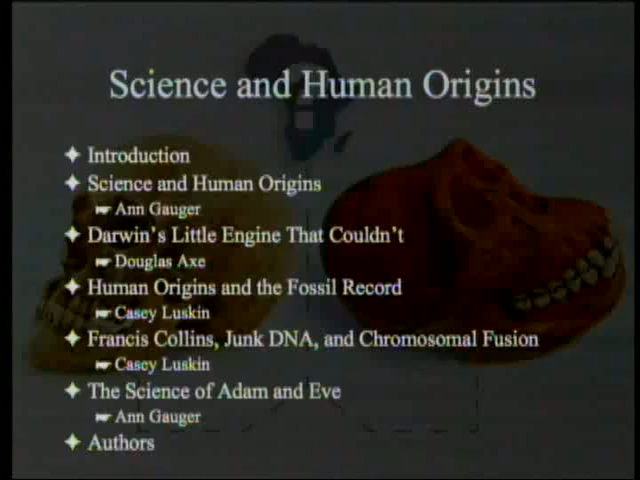 Science and Human Origins
Introduction
Science and Human Origins
Ann Gauger
Darwin's Little Engine That Couldn't
Douglas Axe
Human Origins and the Fossil Record
Casey Luskin
Francis Collins, Junk DNA, and Chromosomal Fusion
Casey Luskin
The Science of Adam and Eve
Ann Gauger
Authors